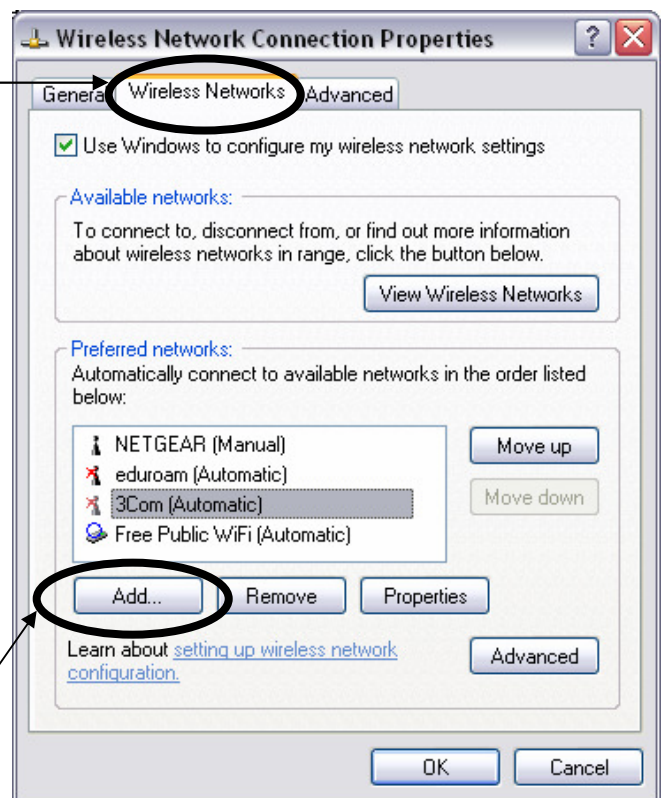 Wireless Network Connection Properties
General Wireless Networks Advanced
Use Windows to configure my wireless network settings
Available networks:
To connect to, disconnect from, or find out more information
about wireless networks in range, click the button below.
View Wireless Networks
Preferred networks:
Automatically connect to available networks in the order listed
below:
NETGEAR (Manual)
Move up
eduroam (Automatic)
3Com (Automatic)
Move down
Free Public WiFi (Automatic)
Add... Remove Properties
Learn about setting up wireless network
configuration.
Advanced
OK Cancel